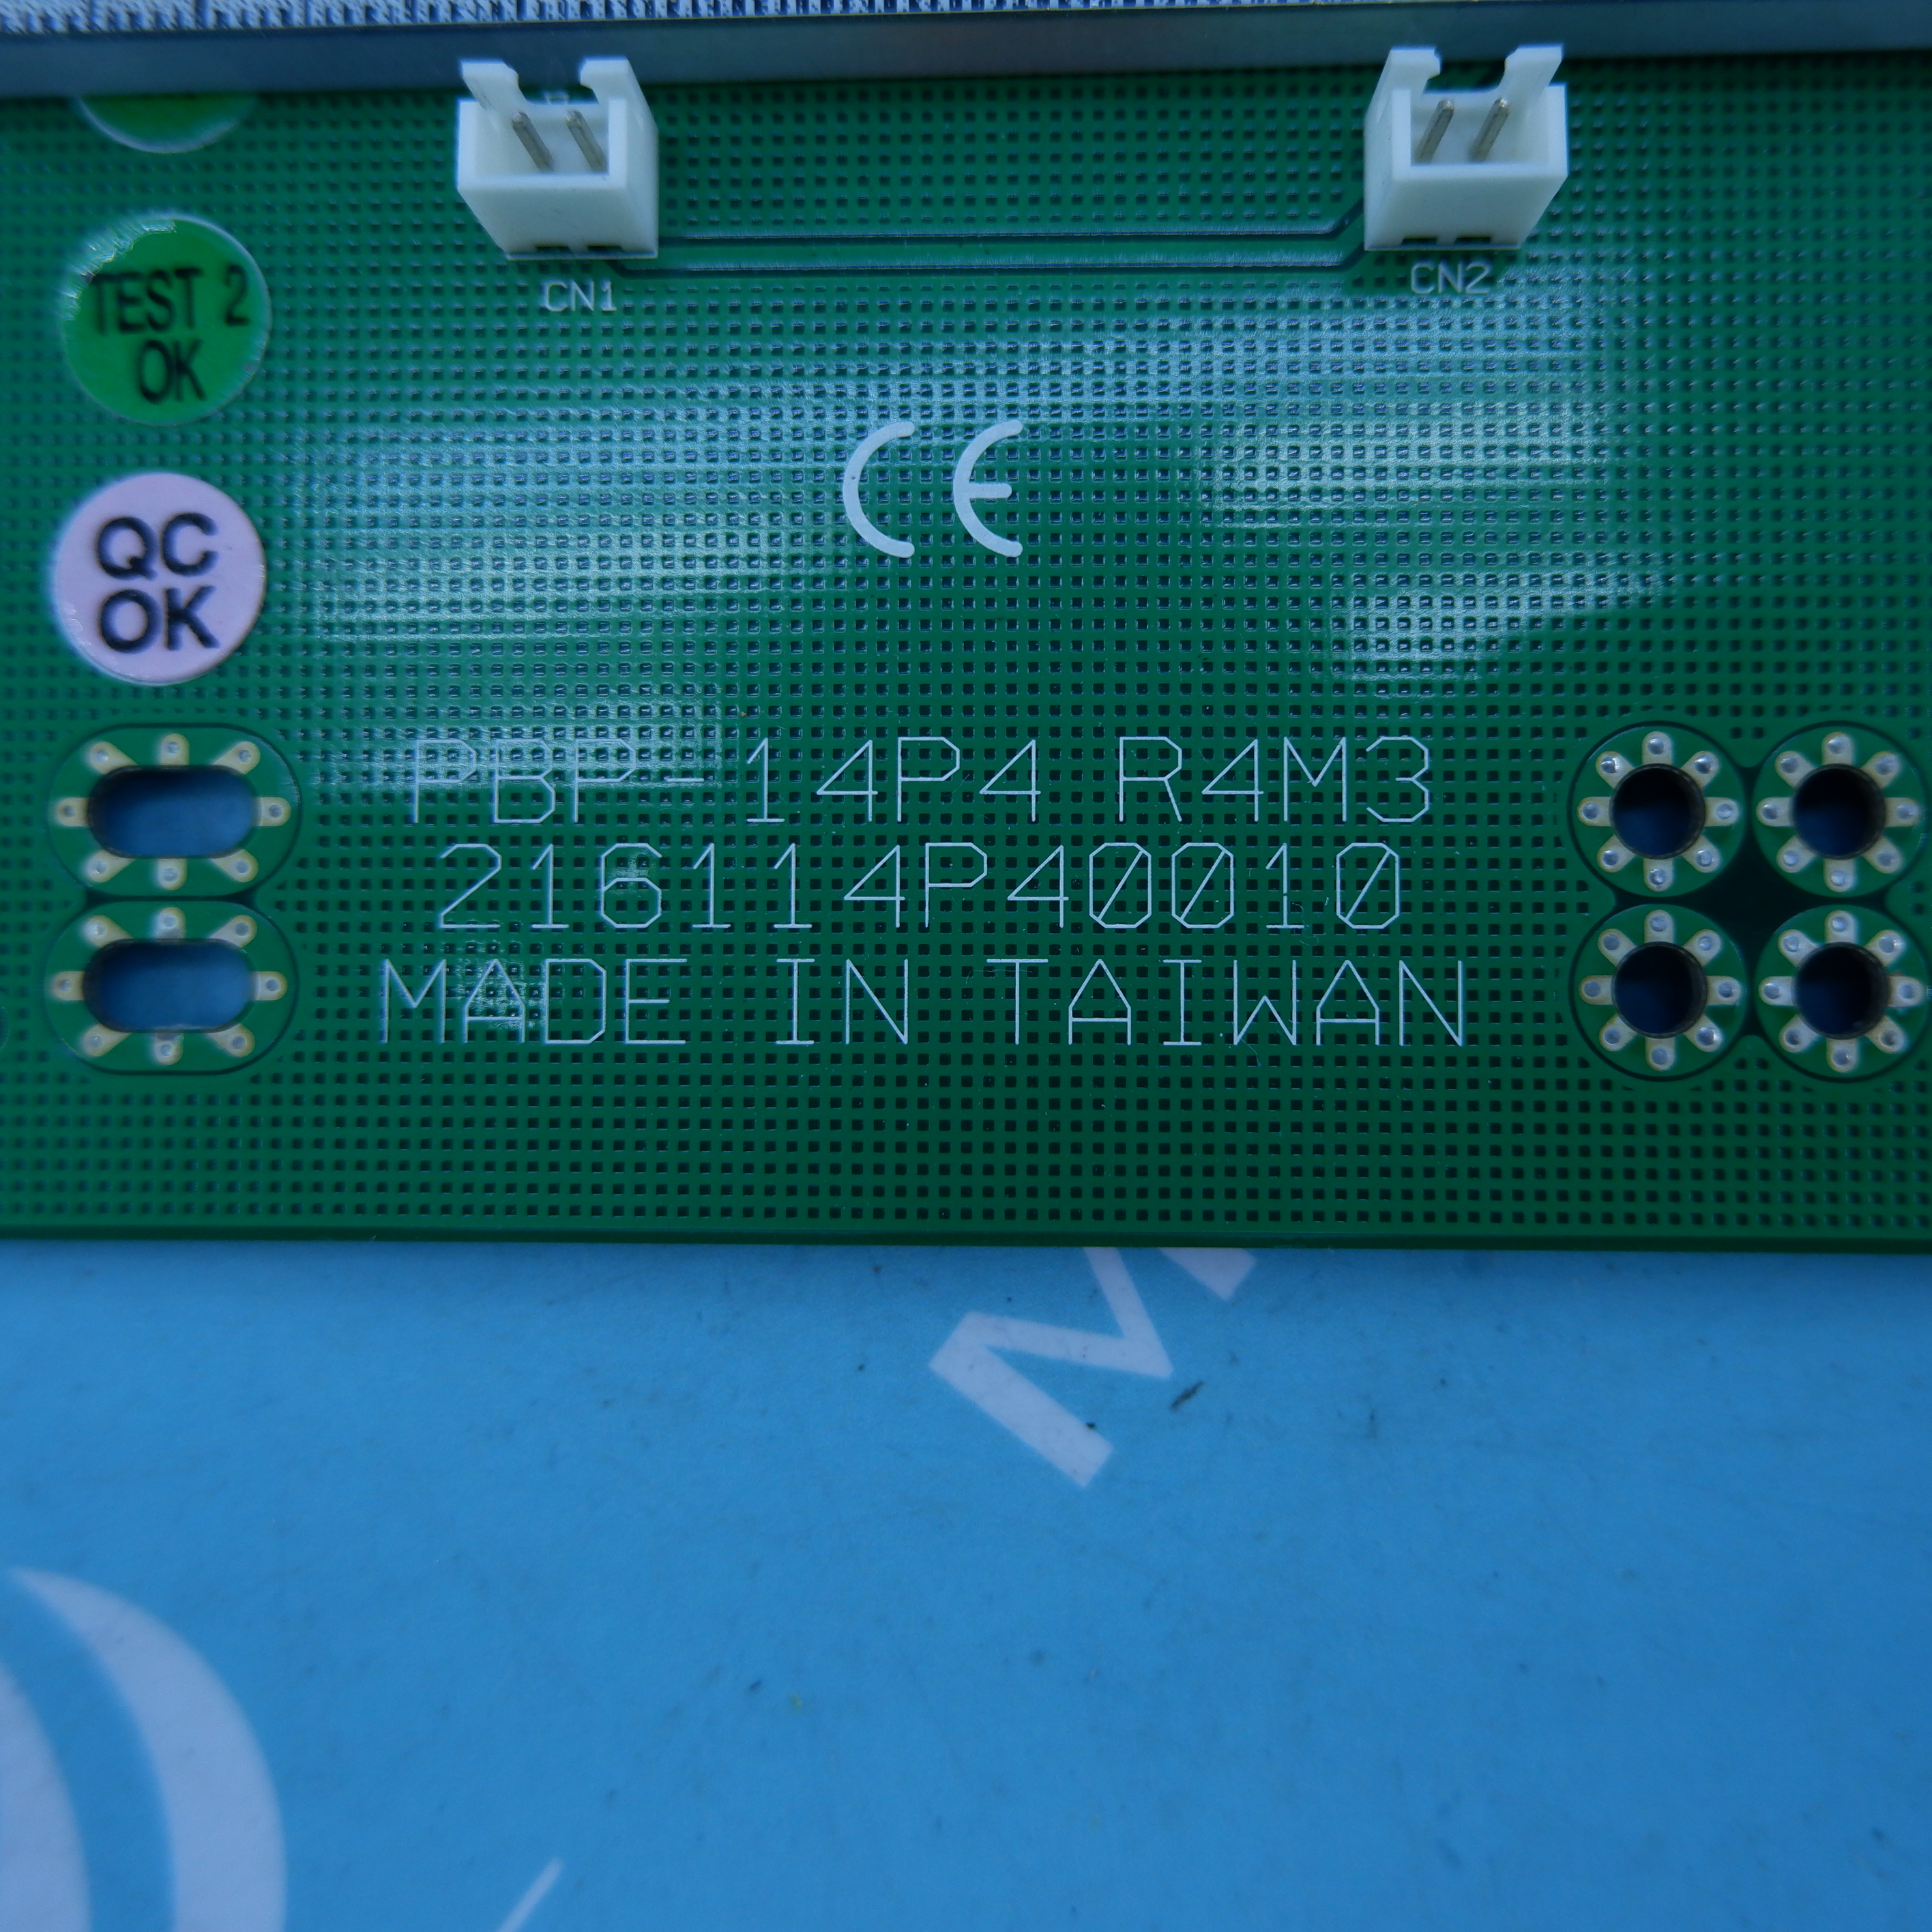 CN1
CN2
TEST 2
OK
CE
QC
OK
PBP-14P4 R4M3
216114P40010
MADE IN TAIWAN